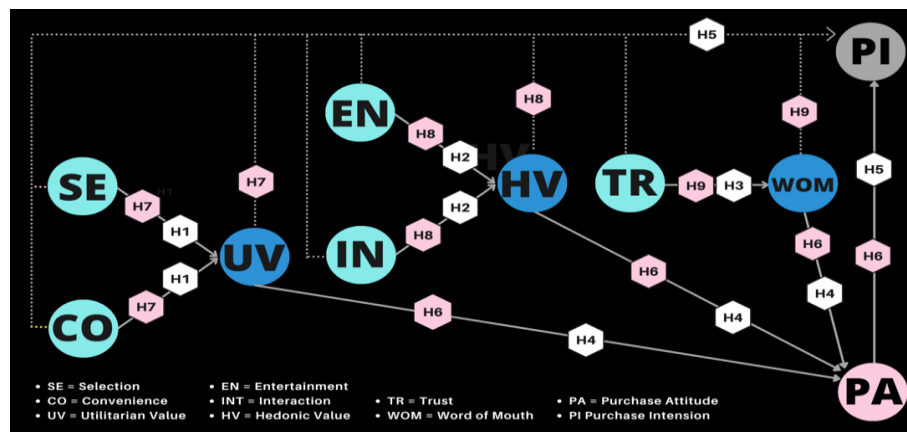 H5
PI
EN
H8
H8
H9
H2
HV
H5
SE
H1
H7
H7
HV
TR
H9
H3
WOM
H2
H1
H8
IN
UV
H6
H6
H6
H1
H7
H4
H4
CO
H6
H4
PA
• SE = Selection
• CO = Convenience
• UV = Utilitarian Value
• EN = Entertainment
• INT = Interaction
• HV = Hedonic Value
• TR = Trust
• WOM = Word of Mouth
• PA = Purchase Attitude
• PI Purchase Intension